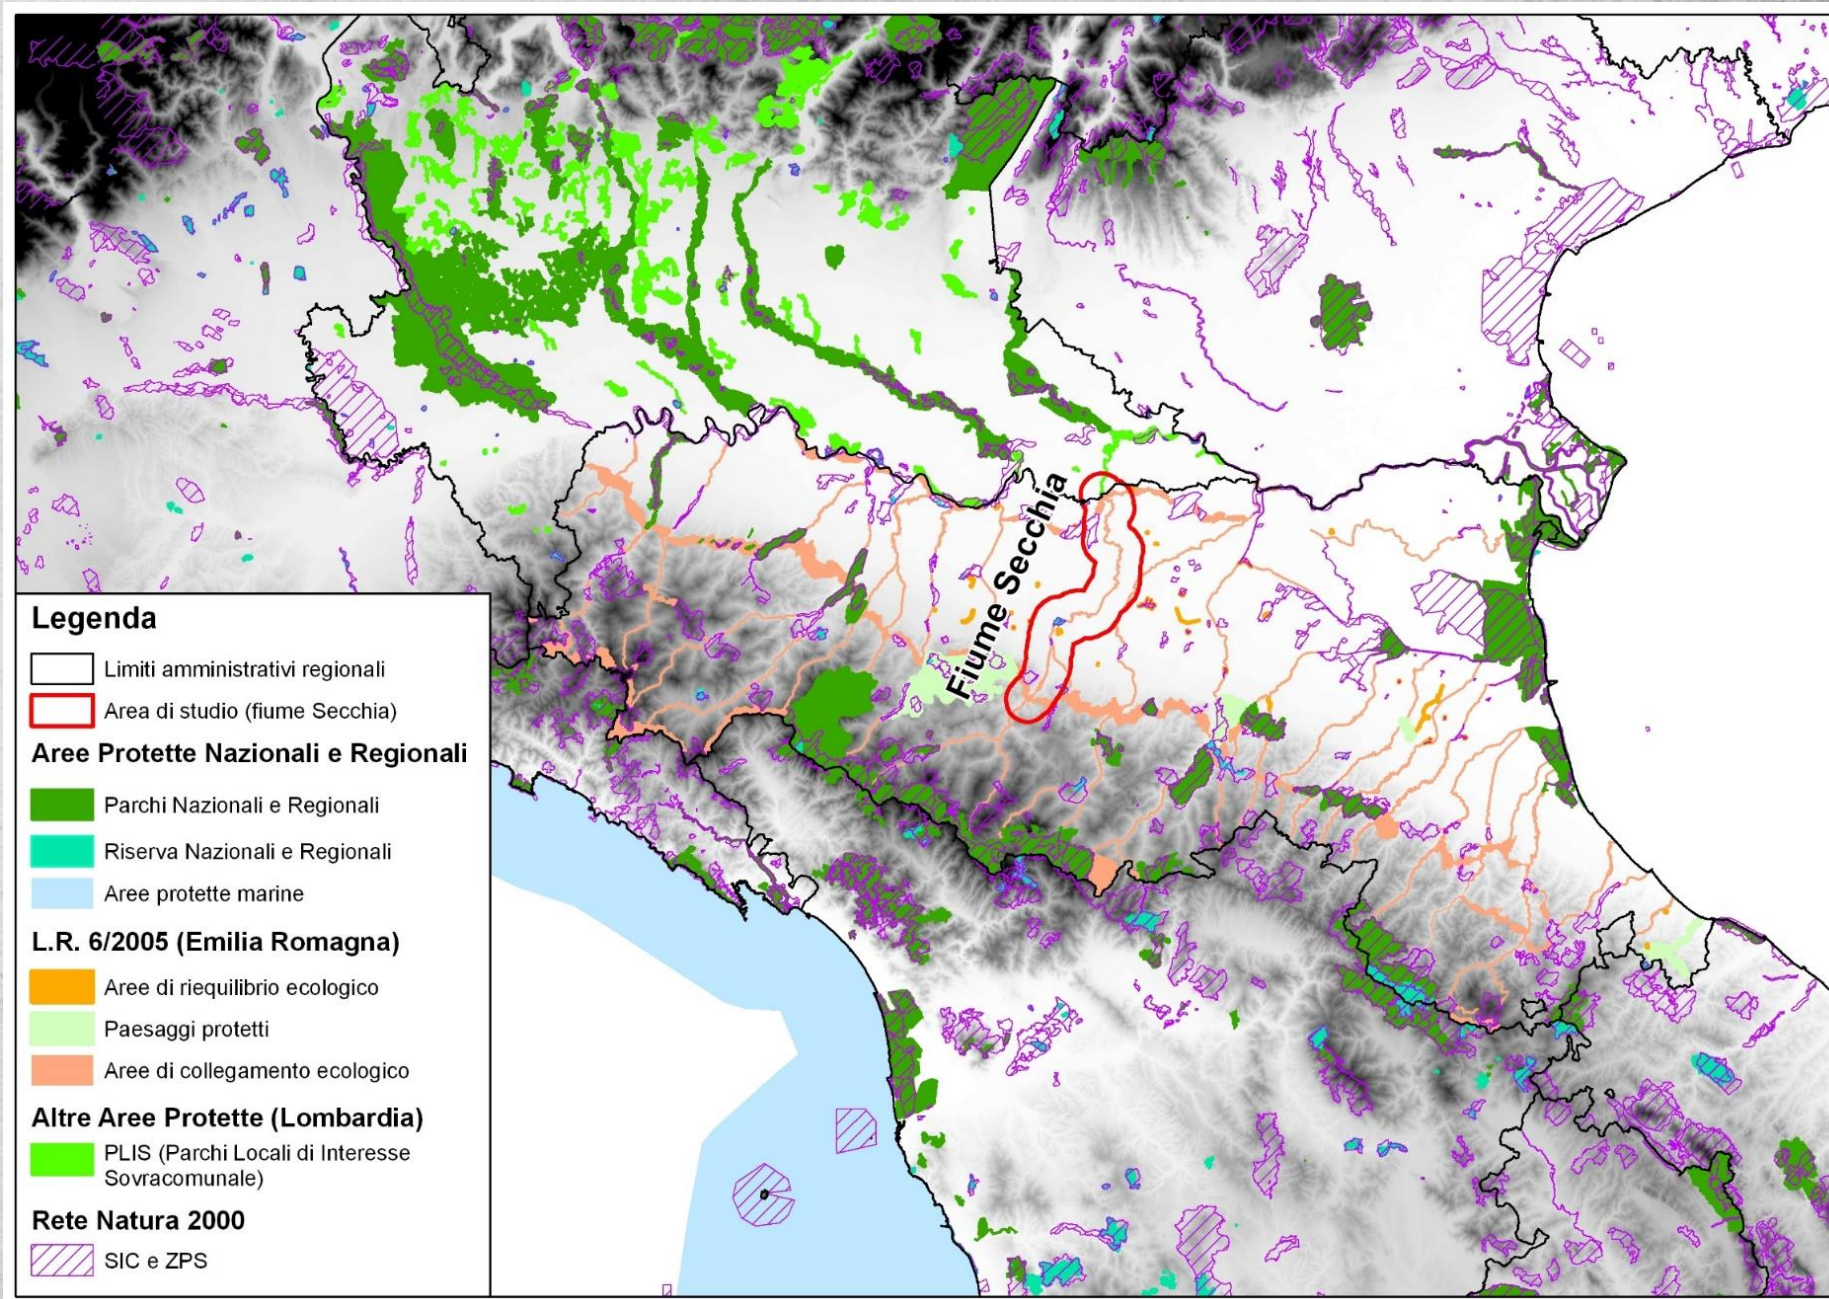 Fiume Secchia
Legenda
Limiti amministrativi regionali
Area di studio (fiume Secchia)
Aree Protette Nazionali e Regionali
Parchi Nazionali e Regionali
Riserva Nazionali e Regionali
Aree protette marine
L.R. 6/2005 (Emilia Romagna)
Aree di riequilibrio ecologico
Paesaggi protetti
Aree di collegamento ecologico
Altre Aree Protette (Lombardia)
PLIS (Parchi Locali di Interesse
Sovracomunale)
Rete Natura 2000
SIC e ZPS